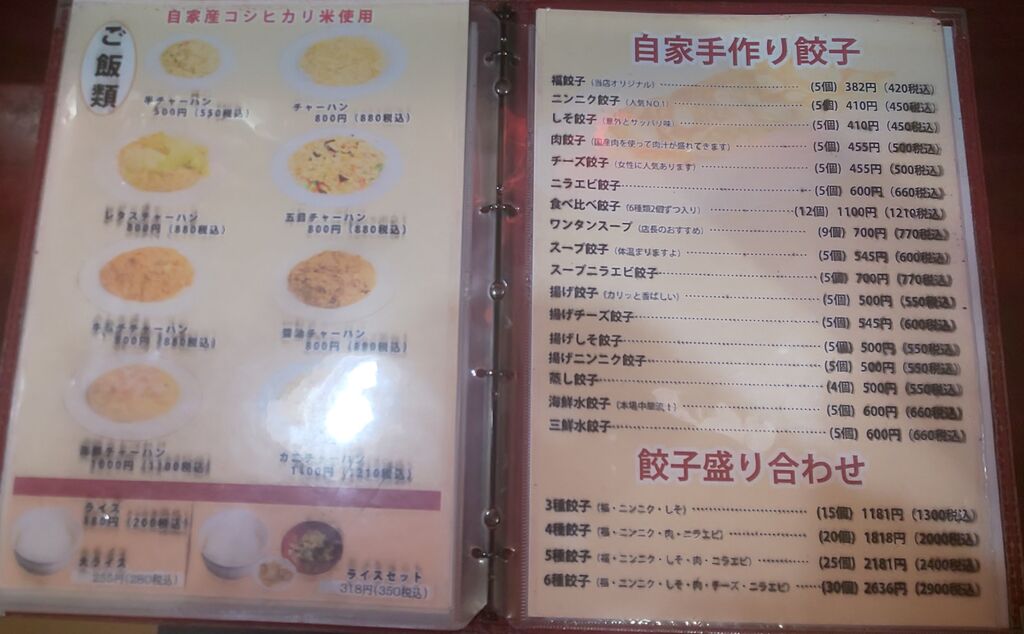 自家産コシヒカリ米使用
ご飯類
半チャーハン
500円 (550税込)
チャーハン
800円 (880税込)
レタスチャーハン
800円 (880税込)
五目チャーハン
800円 (880税込)
キムチチャーハン
800円 (880税込)
醤油チャーハン
800円 (880税込)
チャーハン
1000円 (1100税込)
カニチャーハン
1100円 (1210税込)
ライス
(200税込)
大ライス
255円(280税込)
ライスセット
318円(350税込)
自家手作り餃子
福餃子 (当店オリジナル) (5個) 382円 (420税込)
ニンニク餃子 (人気NO.1) (5個) 410円 (450税込)
しそ餃子 (意外とサッパリ味) (5個) 410円 (450税込)
肉餃子 (国産肉を使って肉汁が盛れてきます) (5個) 455円 (500税込)
チーズ餃子 (女性に人気あります) (5個) 455円 (500税込)
ニラエビ餃子 (5個) 600円 (660税込)
食べ比べ餃子 (6種類2個ずつ入り) (12個) 1100円 (1210税込)
ワンタンスープ (店長のおすすめ) (9個) 700円 (770税込)
スープ餃子 (体温まりますよ) (5個) 545円 (600税込)
スープニラエビ餃子 (5個) 700円 (770税込)
揚げ餃子 (カリッと香ばしい) (5個) 500円 (550税込)
揚げチーズ餃子 (5個) 545円 (600税込)
揚げしそ餃子 (5個) 500円 (550税込)
揚げニンニク餃子 (5個) 500円 (550税込)
蒸し餃子 (4個) 500円 (550税込)
海鮮水餃子 (5個) 600円 (660税込)
三鮮水餃子 (5個) 600円 (660税込)
餃子盛り合わせ
3種餃子 (福・ニンニク・しそ) (15個) 1181円 (1300税込)
4種餃子 (福・ニンニク・肉・ニラエビ) (20個) 1818円 (2000税込)
5種餃子 (福・ニンニク・しそ・肉・ニラエビ) (25個) 2181円 (2400税込)
6種餃子 (福・ニンニク・しそ・肉・チーズ・ニラエビ) (30個) 2636円 (2900税込)